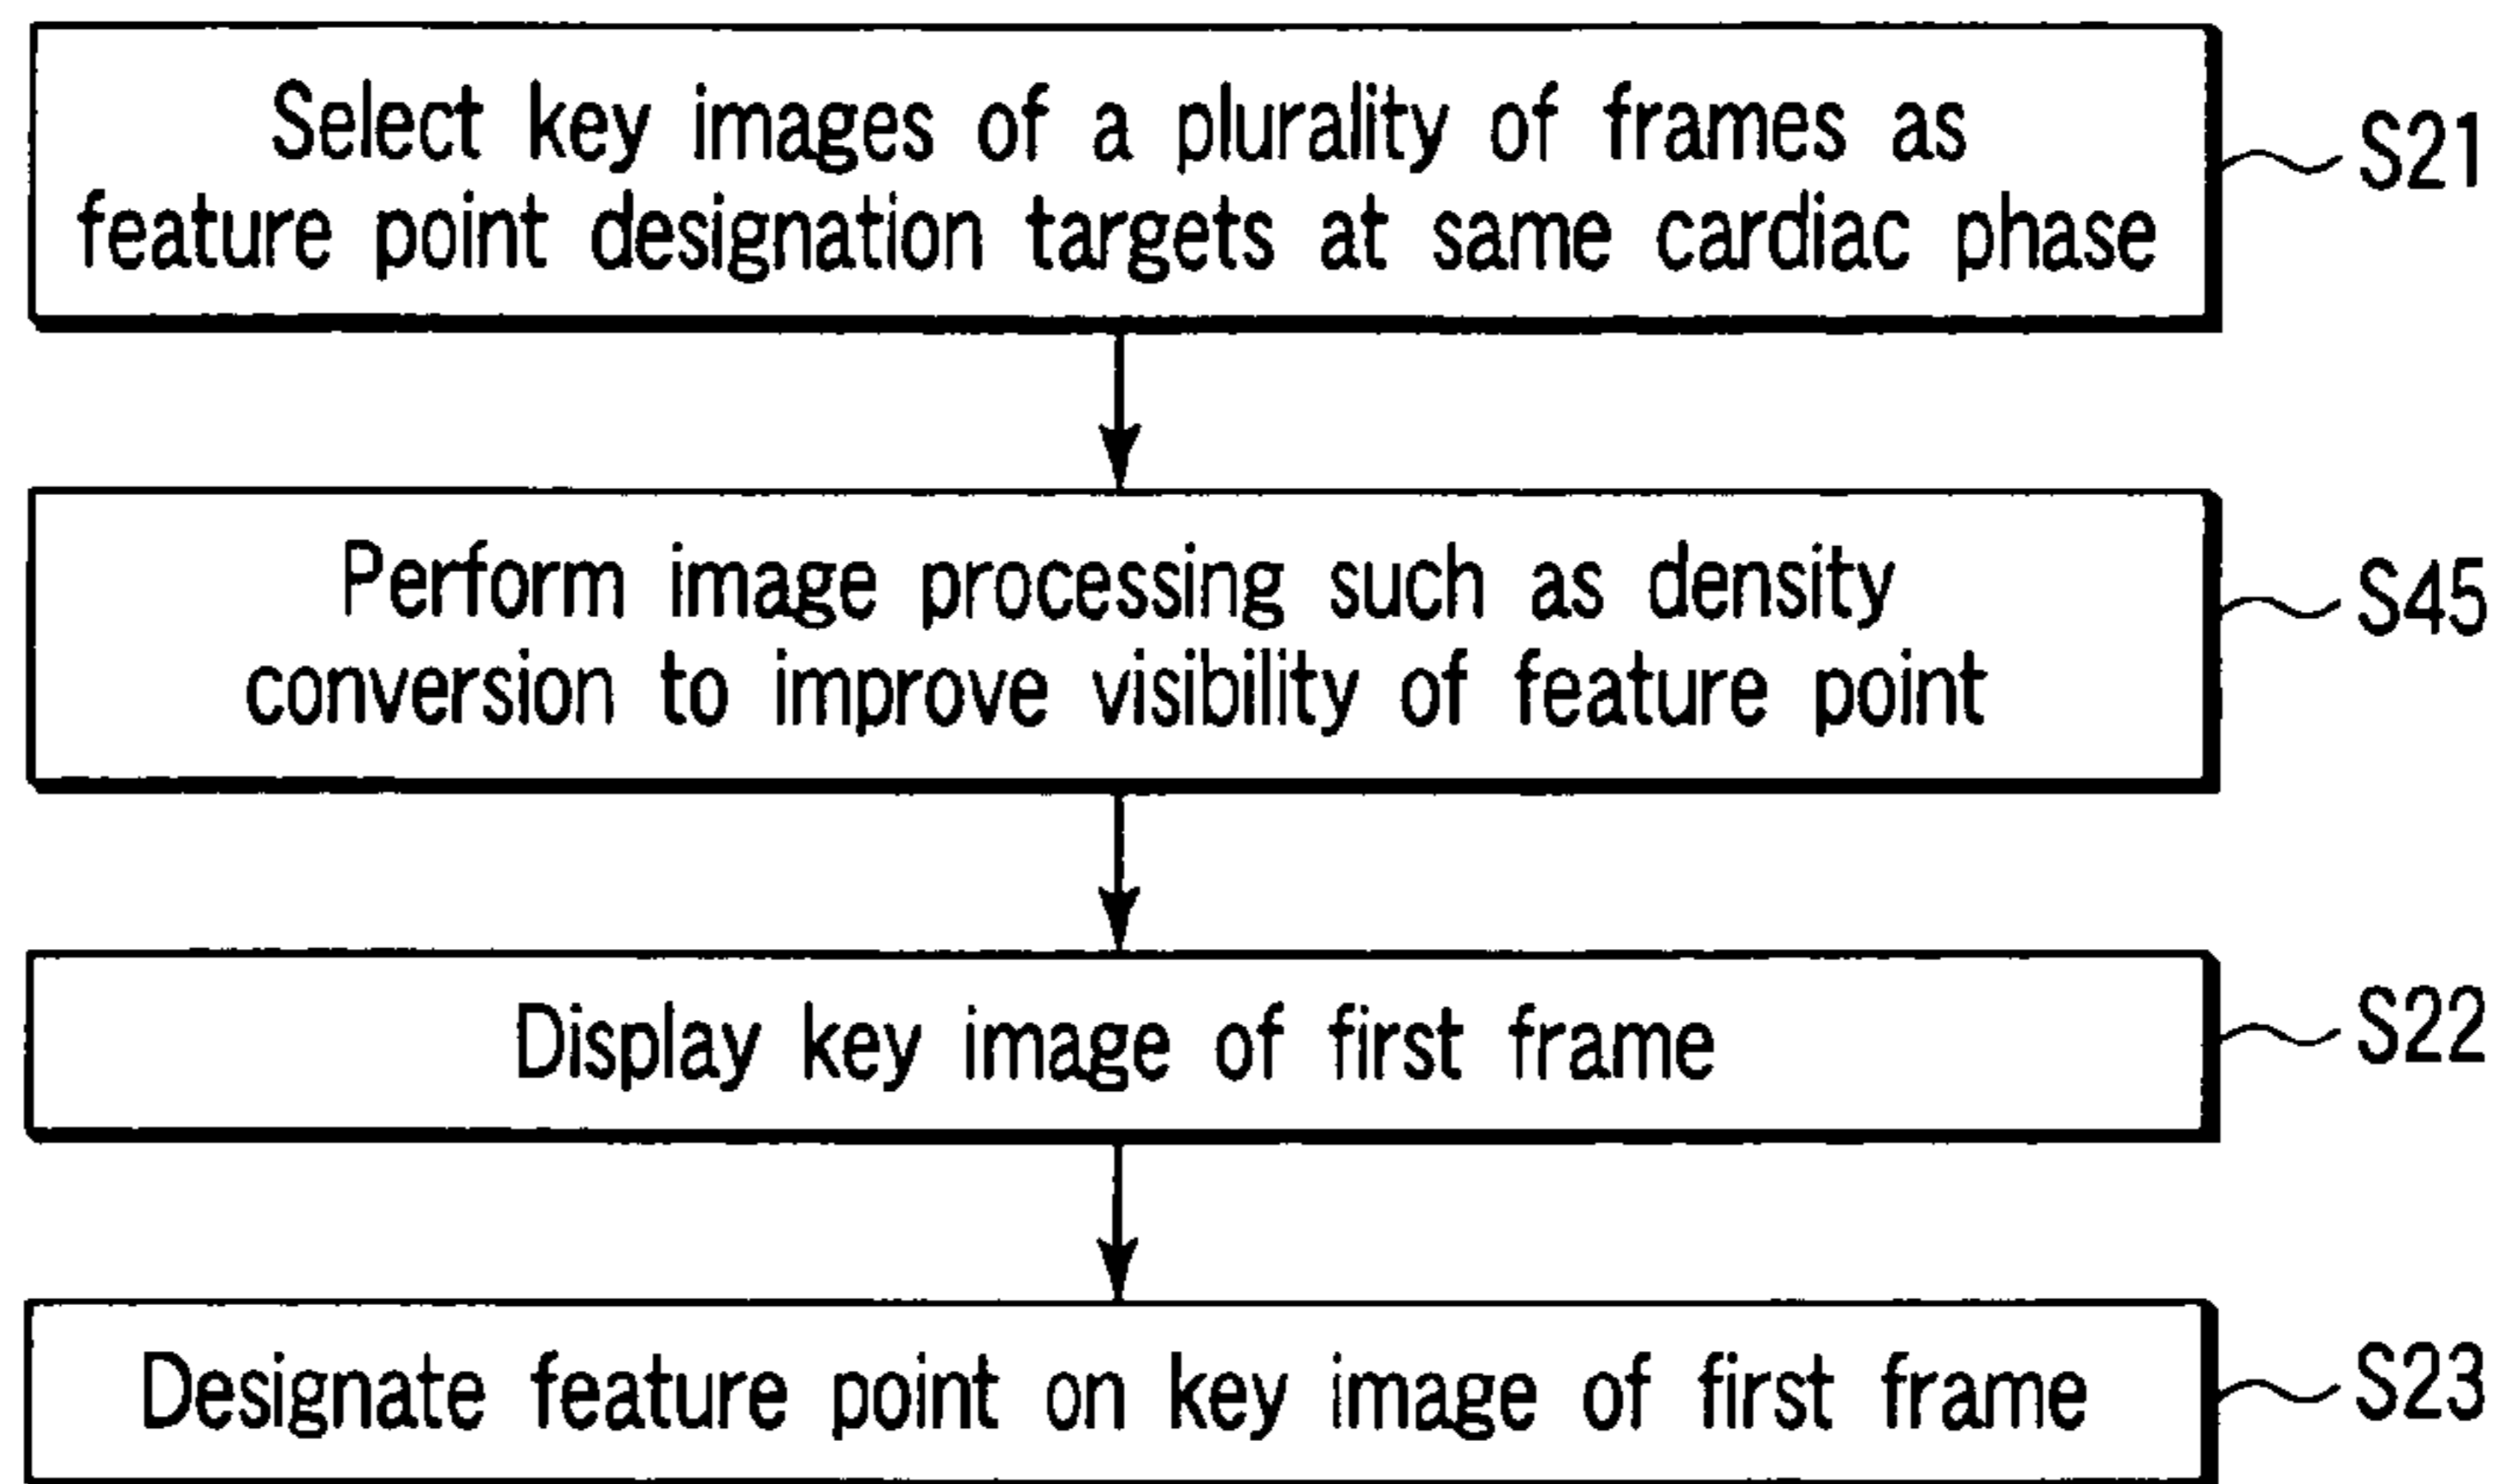 Select key images of a plurality of frames as
feature point designation targets at same cardiac phase
S21
Perform image processing such as density
conversion to improve visibility of feature point
S45
Display key image of first frame
S22
Designate feature point on key image of first frame
S23